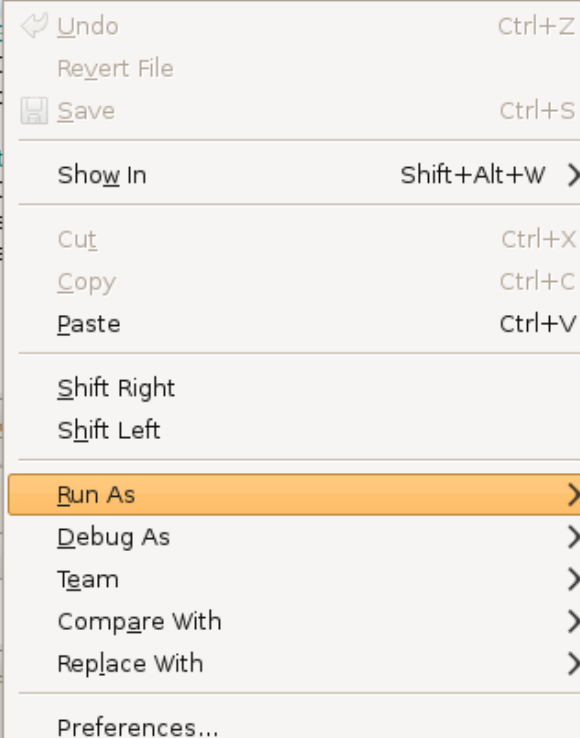 Undo Ctrl+Z
Revert File
Save Ctrl+S
Show In Shift+Alt+W
Cut Ctrl+X
Copy Ctrl+C
Paste Ctrl+V
Shift Right
Shift Left
Run As
Debug As
Team
Compare With
Replace With
Preferences...